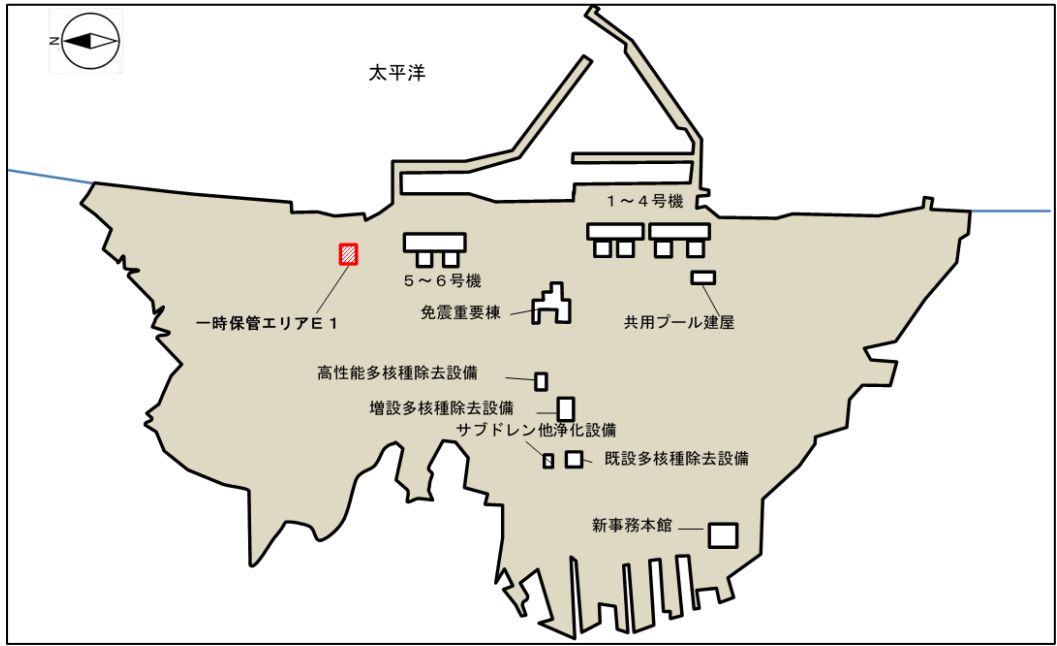 N
太平洋
1～4号機
5～6号機
免震重要棟
一時保管エリアE1
共用プール建屋
高性能多核種除去設備
増設多核種除去設備
サブドレン他浄化設備
既設多核種除去設備
新事務本館